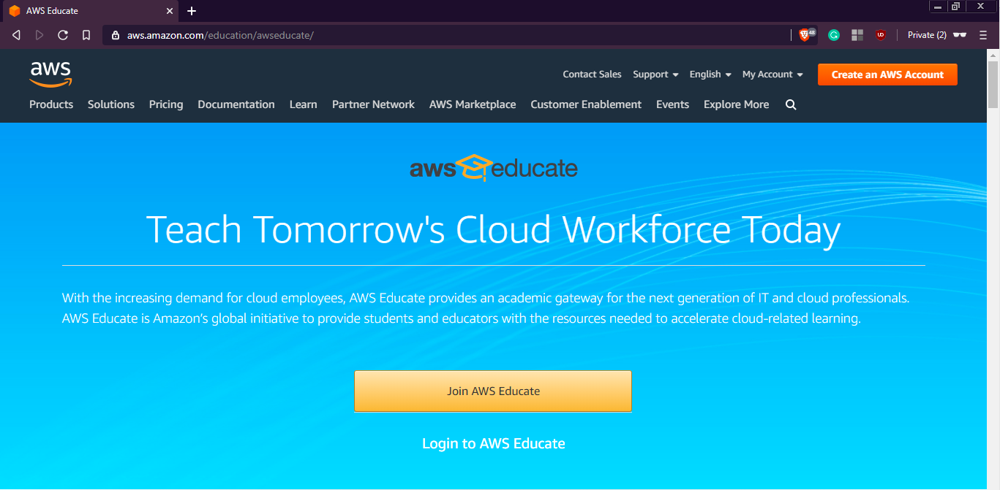 AWS Educate
aws.amazon.com/education/awseducate/
48
G
UD
Private (2)
aws
Contact Sales Support English My Account Create an AWS Account
Products Solutions Pricing Documentation Learn Partner Network AWS Marketplace Customer Enablement Events Explore More
aws educate
Teach Tomorrow's Cloud Workforce Today
With the increasing demand for cloud employees, AWS Educate provides an academic gateway for the next generation of IT and cloud professionals.
AWS Educate is Amazon's global initiative to provide students and educators with the resources needed to accelerate cloud-related learning.
Join AWS Educate
Login to AWS Educate